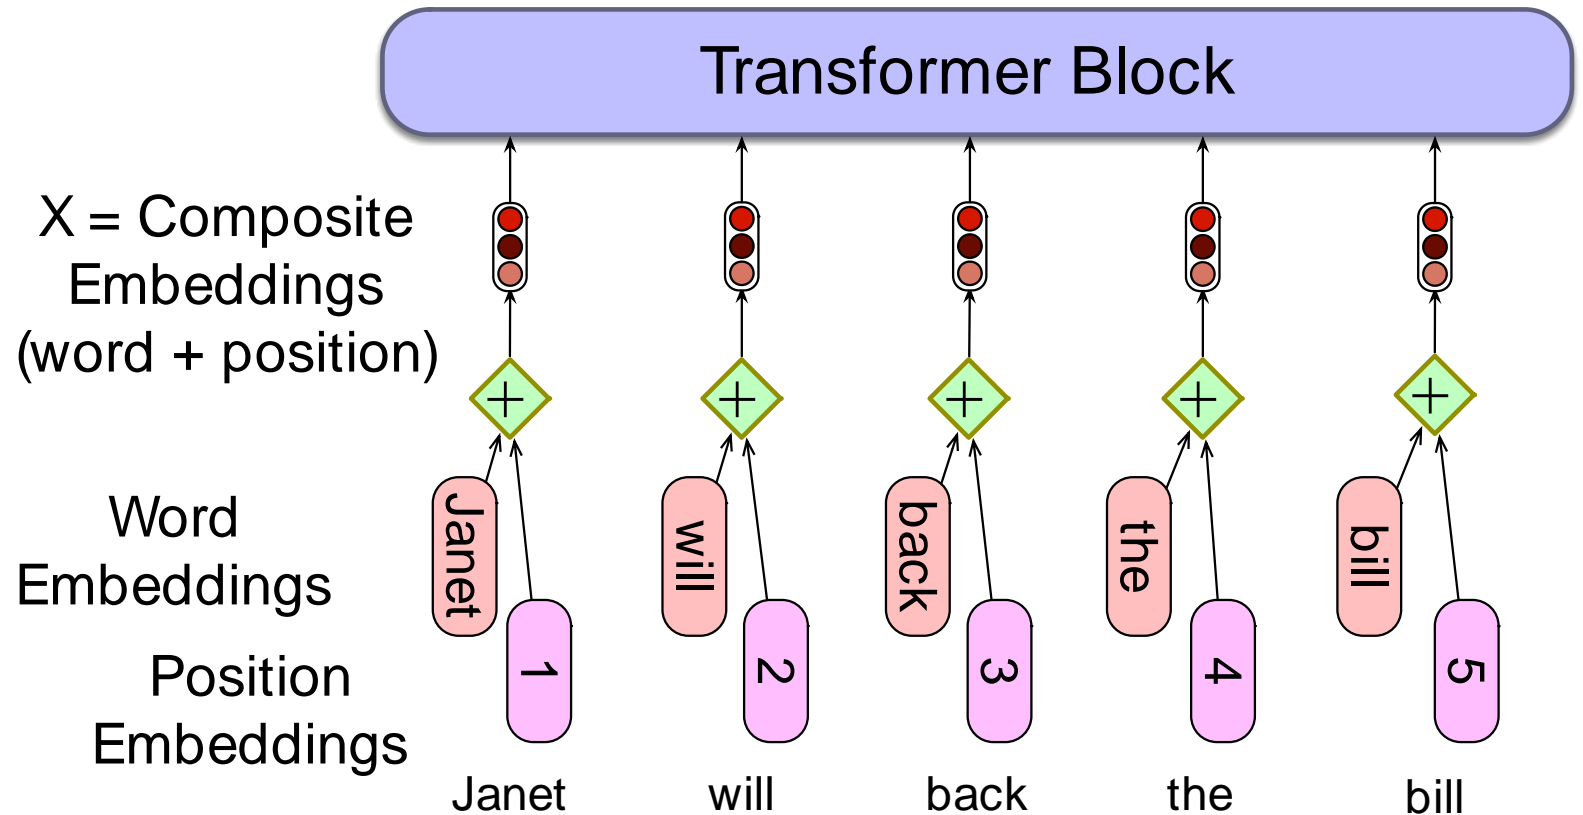 Transformer Block
X = Composite
Embeddings
(word + position)
+ + + + +
Word
Embeddings
Janet will back the bill
Position
Embeddings
1 2 3 4 5
Janet will back the bill